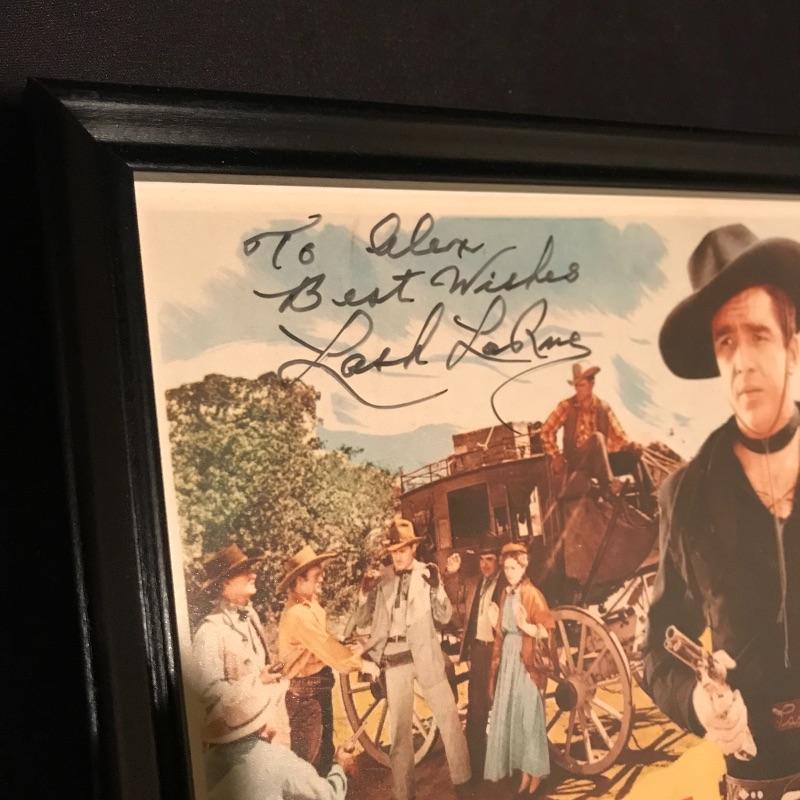 To Alex
Best Wishes
Lash LaRue